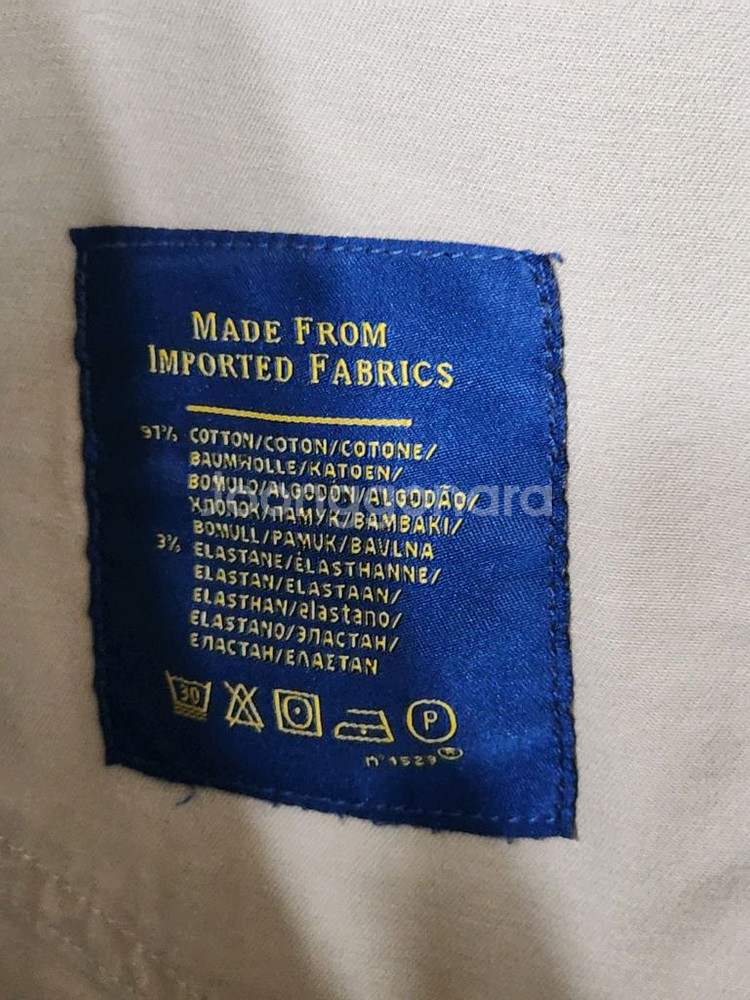 MADE FROM
IMPORTED FABRICS
97% COTTON/COTON/COTONE/
BAUMWOLLE/KATOEN/
BOMULD/ALGODÓN/ALGODÃO/
ХЛОПОК/ПАМУК/ΒΑΜΒΑΚΙ/
BOMULL/PAMUK/BAVLNA
3% ELASTANE/ÉLASTHANNE/
ELASTAN/ELASTAAN/
ELASTHAN/elastano/
ELASTANO/ЭЛАСТАН/
ЕЛАСТАН/ΕΛΑΣΤΑΝ
30
P
joonggonara